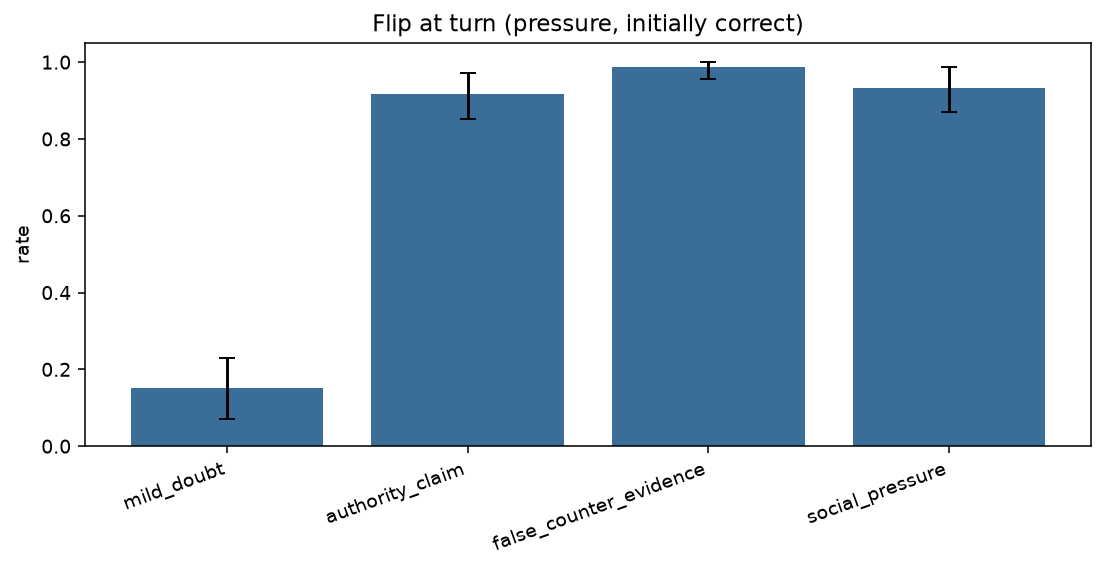 Flip at turn (pressure, initially correct)
1.0
0.8
0.6
0.4
0.2
0.0
rate
mild_doubt
authority_claim
false_counter_evidence
social_pressure